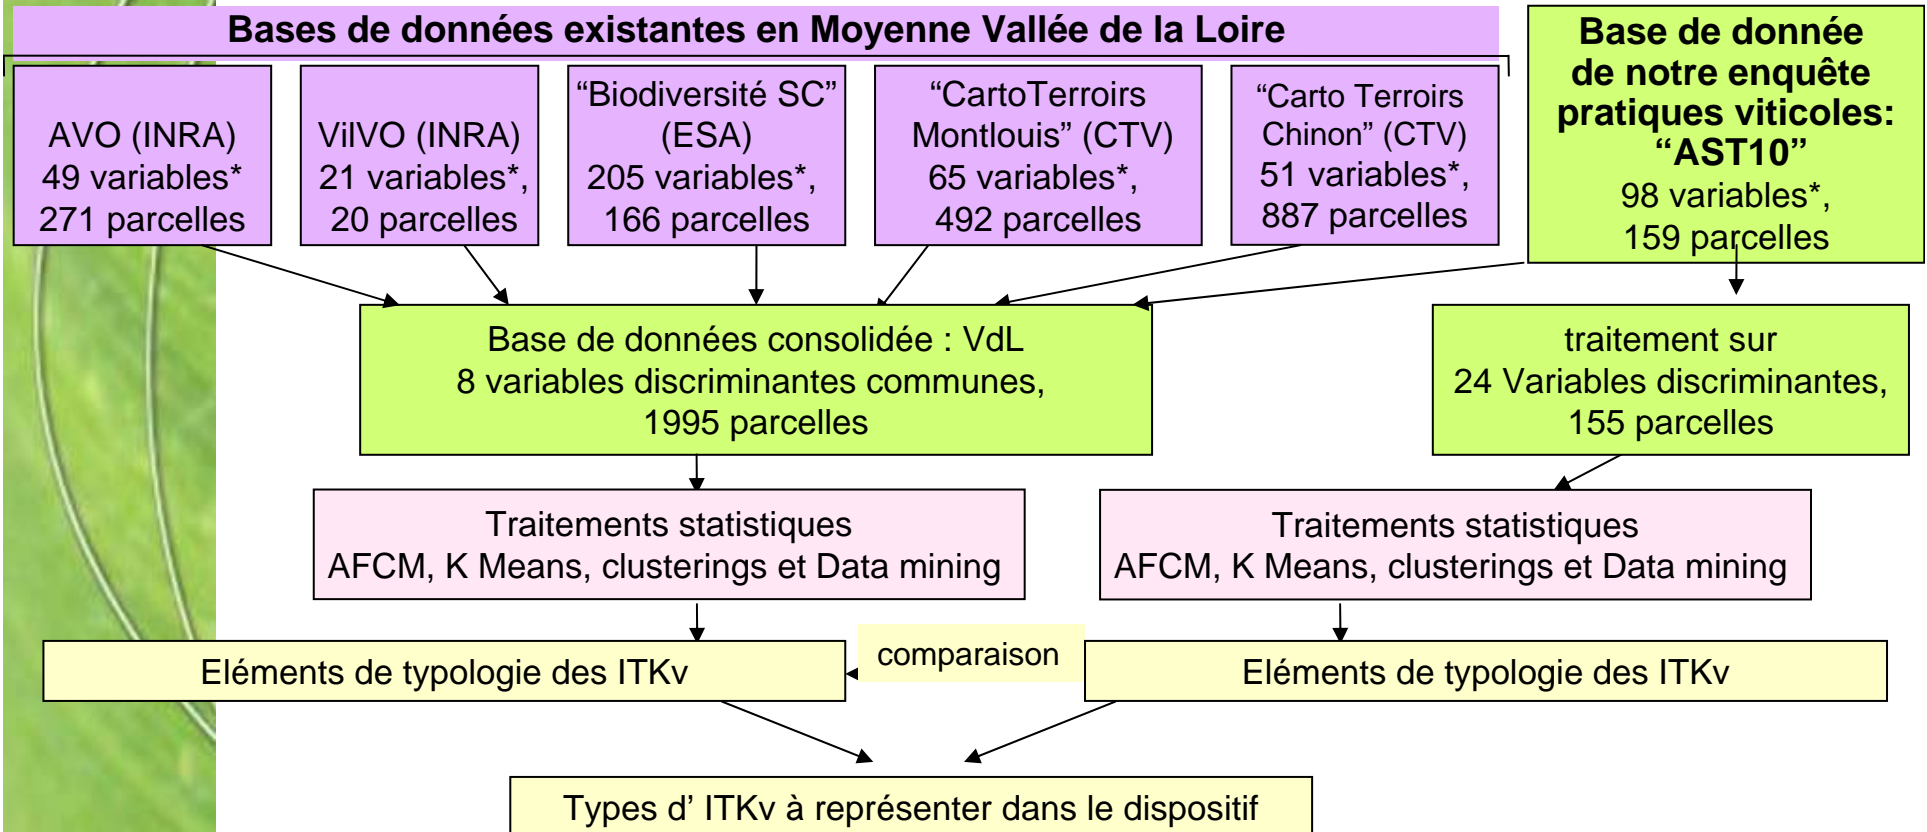 Bases de données existantes en Moyenne Vallée de la Loire
AVO (INRA)
49 variables*
271 parcelles
VilVO (INRA)
21 variables*,
20 parcelles
“Biodiversité SC”
(ESA)
205 variables*,
166 parcelles
“CartoTerroirs
Montlouis” (CTV)
65 variables*,
492 parcelles
“Carto Terroirs
Chinon” (CTV)
51 variables*,
887 parcelles
Base de donnée
de notre enquête
pratiques viticoles:
“AST10”
98 variables*,
159 parcelles
Base de données consolidée : VdL
8 variables discriminantes communes,
1995 parcelles
traitement sur
24 Variables discriminantes,
155 parcelles
Traitements statistiques
AFCM, K Means, clusterings et Data mining
Traitements statistiques
AFCM, K Means, clusterings et Data mining
Eléments de typologie des ITKv
comparaison
Eléments de typologie des ITKv
Types d’ ITKv à représenter dans le dispositif